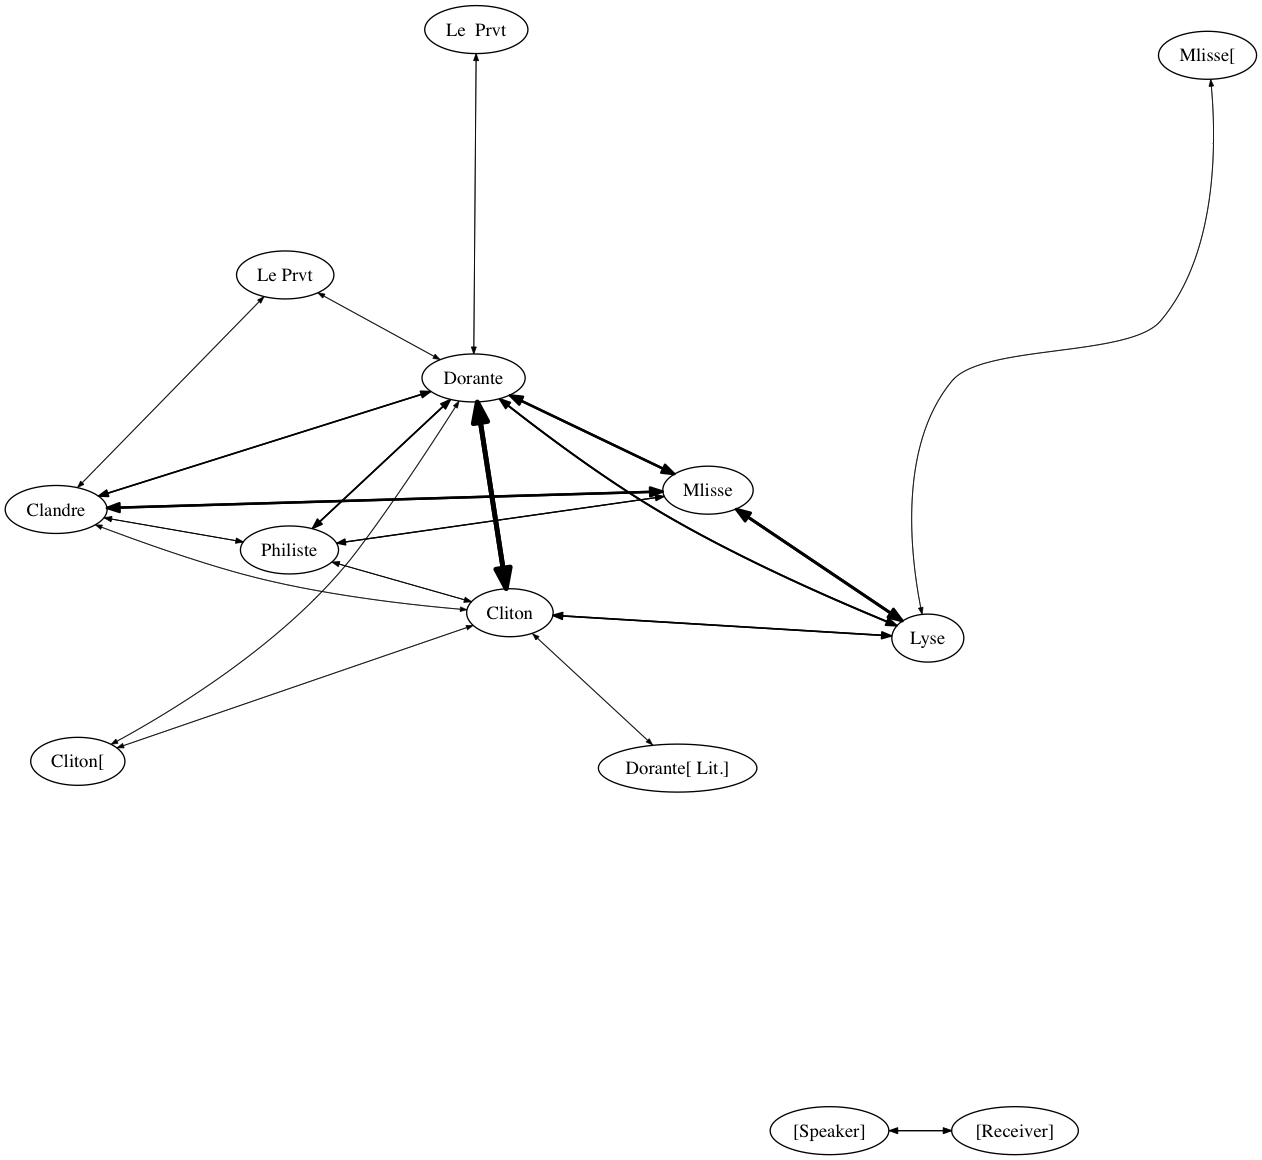 Le  Prvt
Mlisse[
Le Prvt
Dorante
Mlisse
Clandre
Philiste
Cliton
Lyse
Cliton[
Dorante[ Lit.]
[Speaker]
[Receiver]